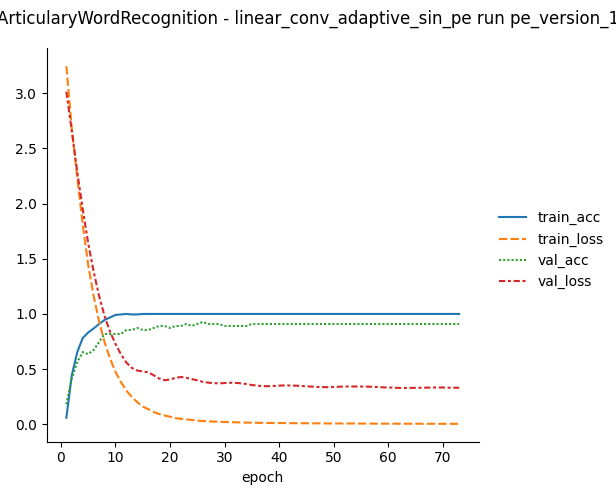 ArticularyWordRecognition - linear_conv_adaptive_sin_pe run pe_version_1
3.0
2.5
2.0
1.5
1.0
0.5
0.0
0 10 20 30 40 50 60 70
epoch
train_acc
train_loss
val_acc
val_loss